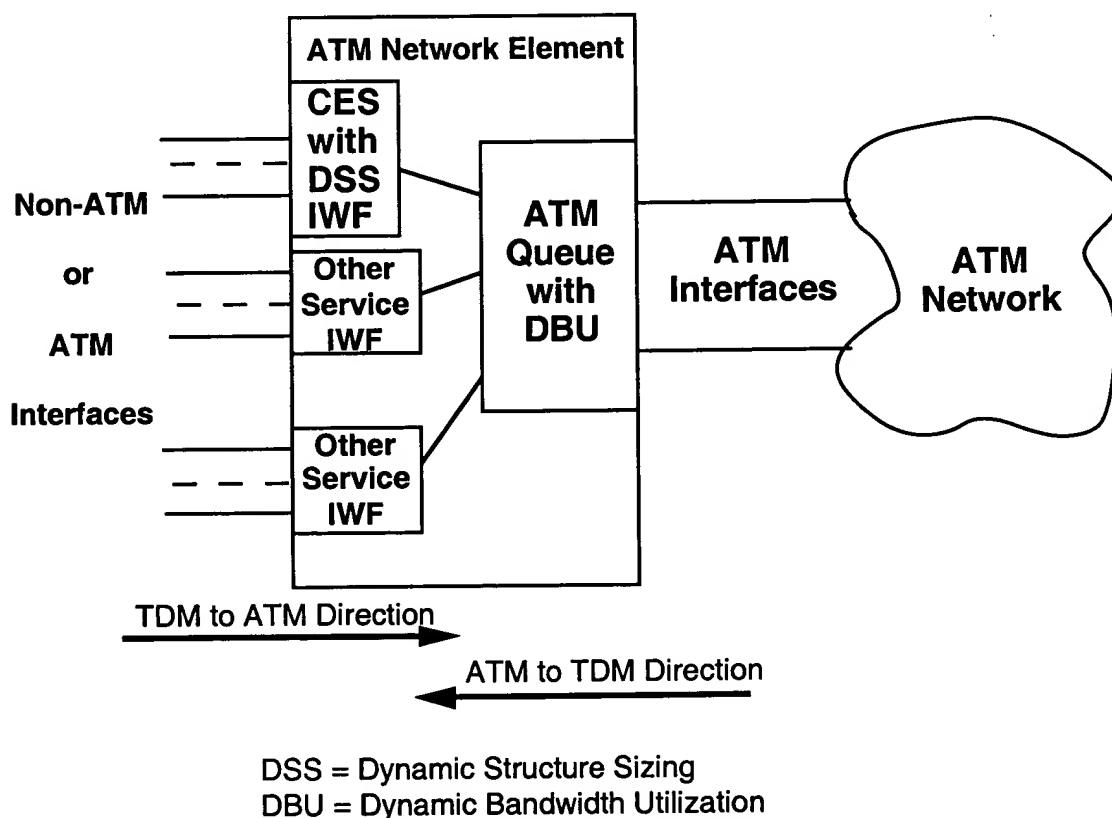 ATM Network Element
CES
with
DSS
IWF
Non-ATM
or
ATM
Interfaces
Other
Service
IWF
Other
Service
IWF
ATM
Queue
with
DBU
ATM
Interfaces
ATM
Network
TDM to ATM Direction
ATM to TDM Direction
DSS = Dynamic Structure Sizing
DBU = Dynamic Bandwidth Utilization